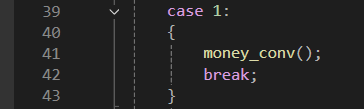 39 case 1:
40 {
41 money_conv();
42 break;
43 }